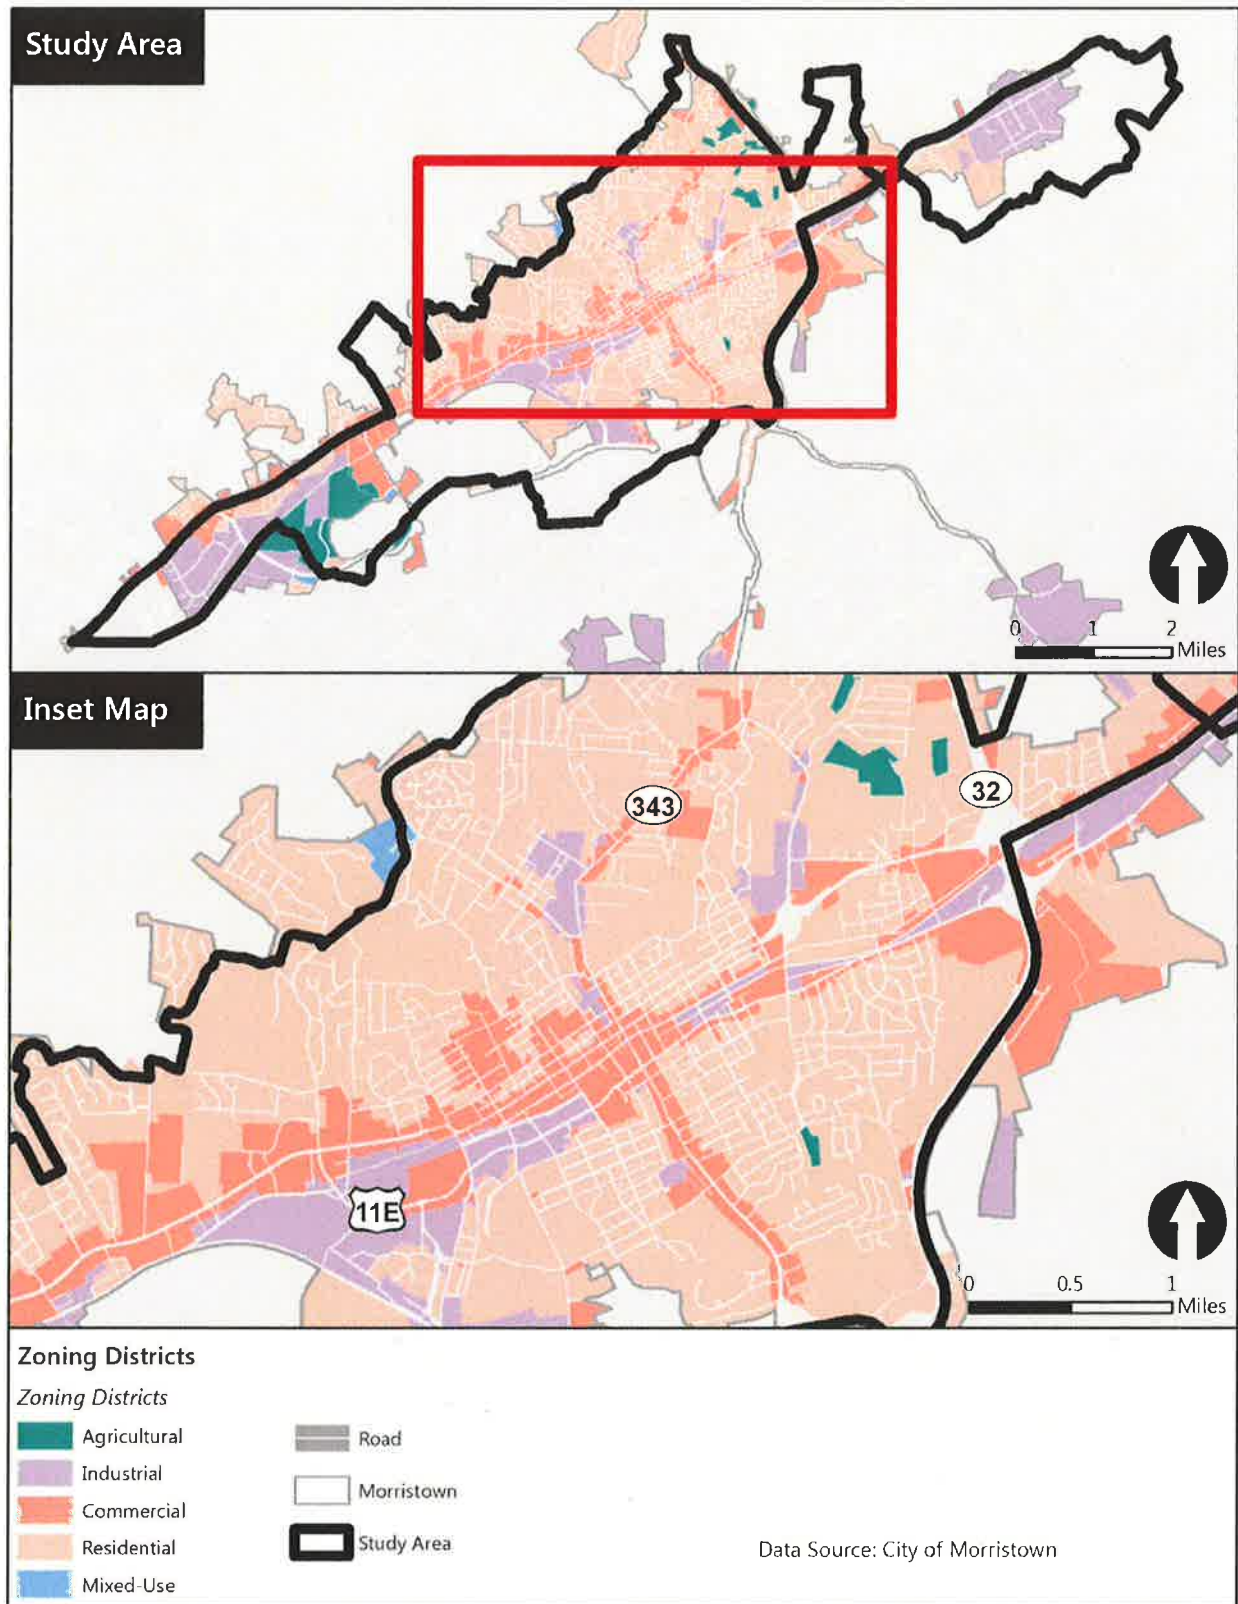 Study Area
0 1 2
Miles
Inset Map
343
32
11E
0 0.5 1
Miles
Zoning Districts
Zoning Districts
Agricultural
Industrial
Commercial
Residential
Mixed-Use
Road
Morristown
Study Area
Data Source: City of Morristown